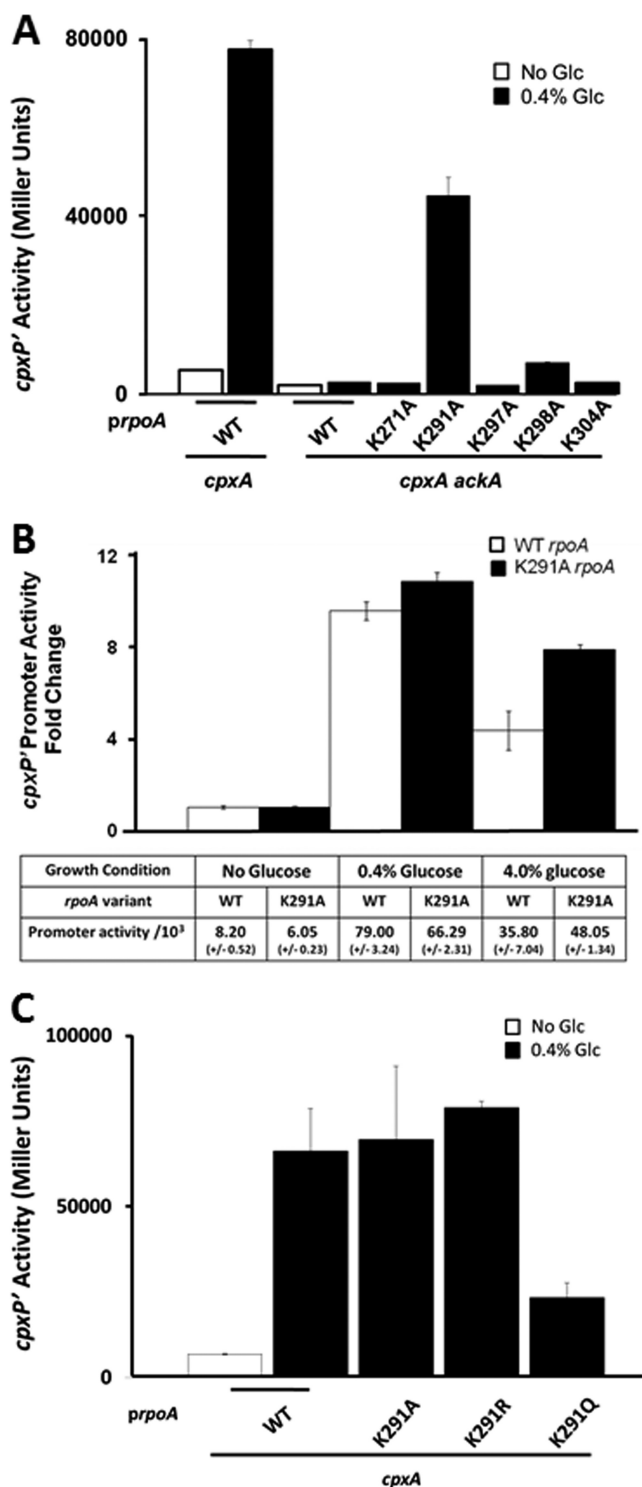 A
cpxP' Activity (Miller Units)
80000
40000
0
No Glc
0.4% Glc
prpoA
WT
WT
K271A
K291A
K297A
K298A
K304A
cpxA
cpxA ackA
B
cpxP' Promoter Activity
Fold Change
12
8
4
0
WT rpoA
K291A rpoA
Growth Condition No Glucose 0.4% Glucose 4.0% glucose
rpoA variant WT K291A WT K291A WT K291A
Promoter activity /10³ 8.20 6.05 79.00 66.29 35.80 48.05
(+/- 0.52) (+/- 0.23) (+/- 3.24) (+/- 2.31) (+/- 7.04) (+/- 1.34)
C
cpxP' Activity (Miller Units)
100000
50000
0
No Glc
0.4% Glc
prpoA
WT
K291A
K291R
K291Q
cpxA